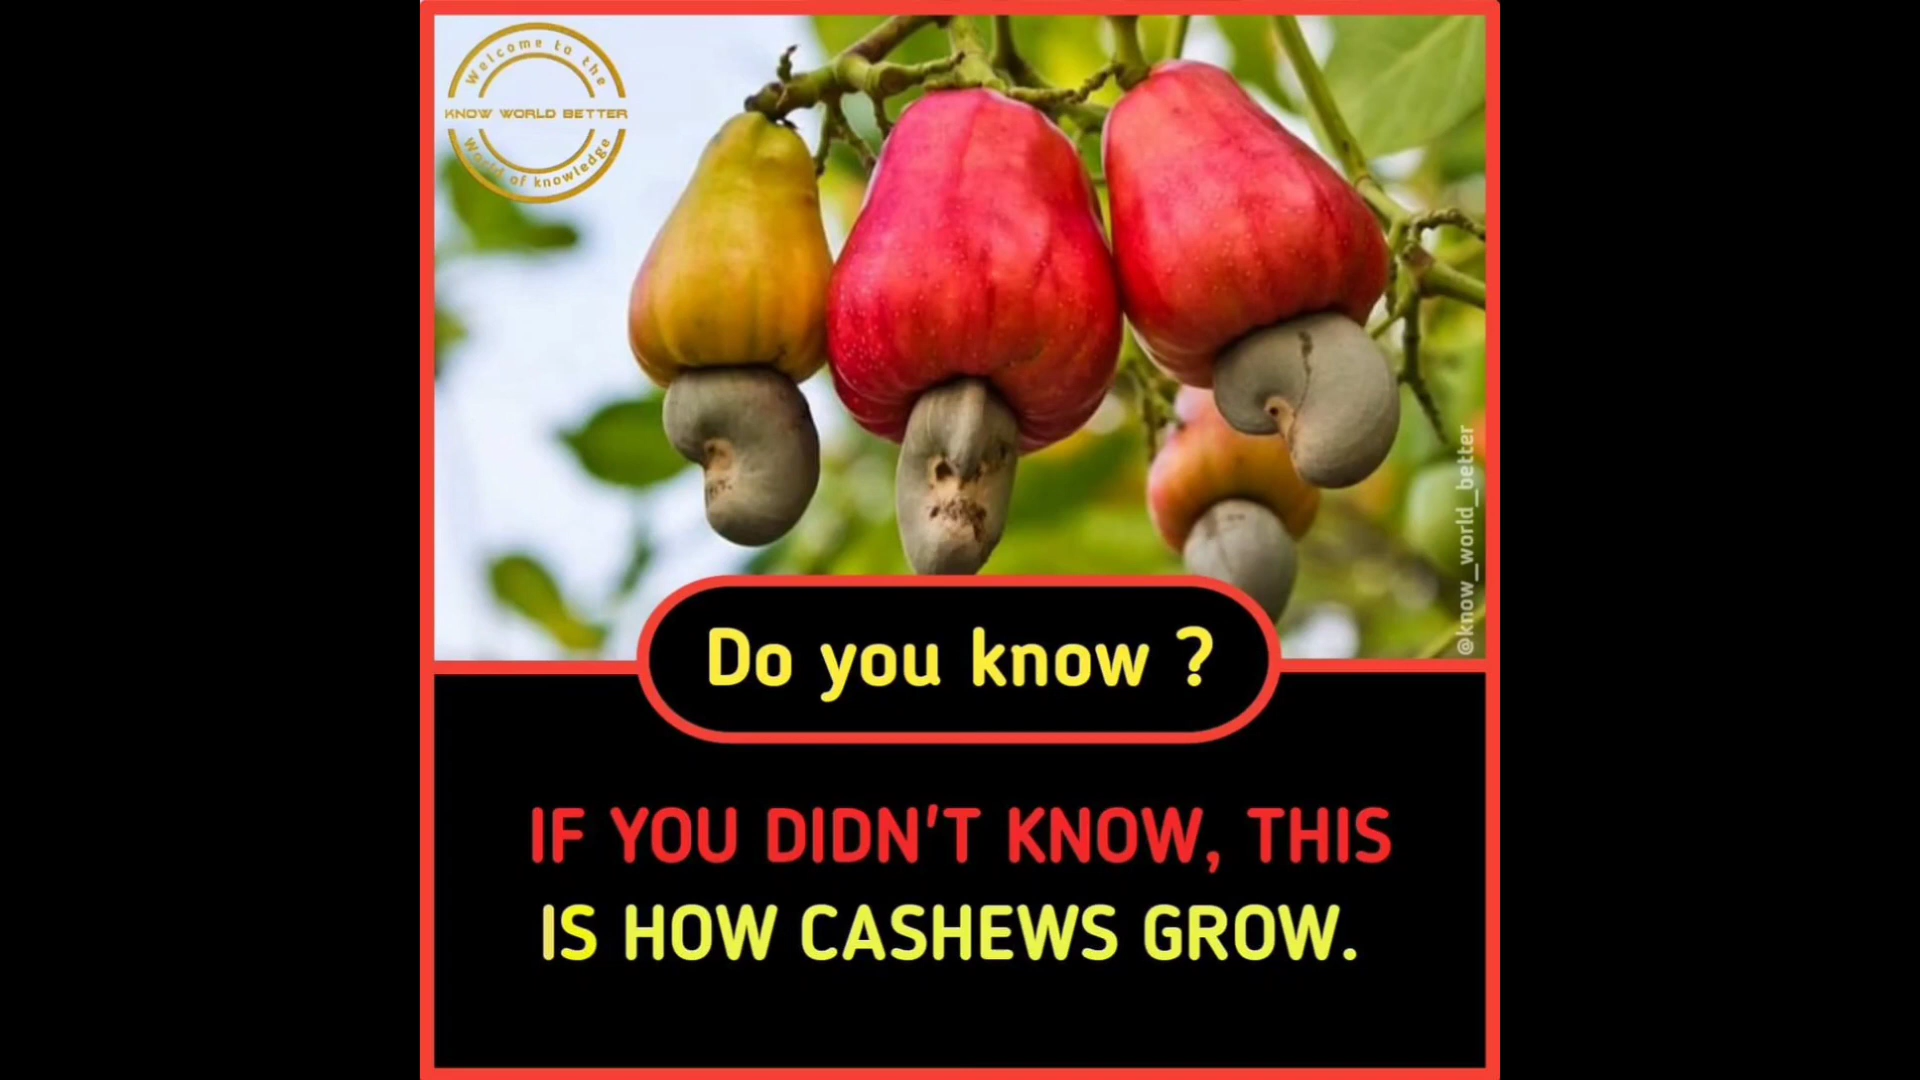 Welcome to the
KNOW WORLD BETTER
World of knowledge
@know_world_better
Do you know ?
IF YOU DIDN'T KNOW, THIS
IS HOW CASHEWS GROW.